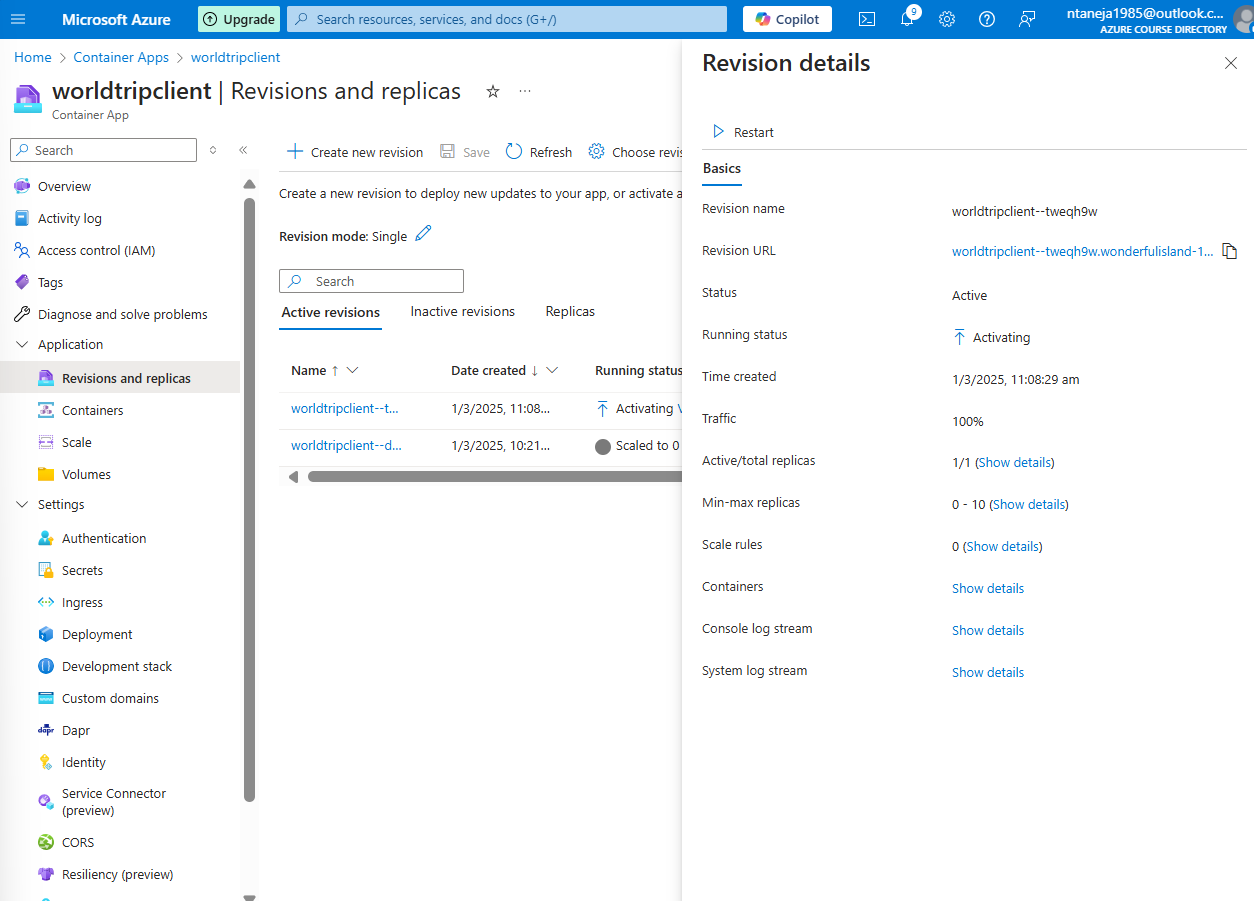 Microsoft Azure
Upgrade
Search resources, services, and docs (G+/)
Copilot
9
ntaneja1985@outlook.c...
AZURE COURSE DIRECTORY
Home > Container Apps > worldtripclient
worldtripclient | Revisions and replicas
Container App
Search
Overview
Activity log
Access control (IAM)
Tags
Diagnose and solve problems
Application
Revisions and replicas
Containers
Scale
Volumes
Settings
Authentication
Secrets
Ingress
Deployment
Development stack
Custom domains
dapr Dapr
Identity
Service Connector
(preview)
CORS
Resiliency (preview)
Create new revision Save Refresh Choose revis
Create a new revision to deploy new updates to your app, or activate a
Revision mode: Single
Search
Active revisions Inactive revisions Replicas
Name ↑ Date created ↓ Running status
worldtripclient--t... 1/3/2025, 11:08... Activating V
worldtripclient--d... 1/3/2025, 10:21... Scaled to 0
Revision details
Restart
Basics
Revision name worldtripclient--tweqh9w
Revision URL worldtripclient--tweqh9w.wonderfulisland-1...
Status Active
Running status Activating
Time created 1/3/2025, 11:08:29 am
Traffic 100%
Active/total replicas 1/1 (Show details)
Min-max replicas 0 - 10 (Show details)
Scale rules 0 (Show details)
Containers Show details
Console log stream Show details
System log stream Show details